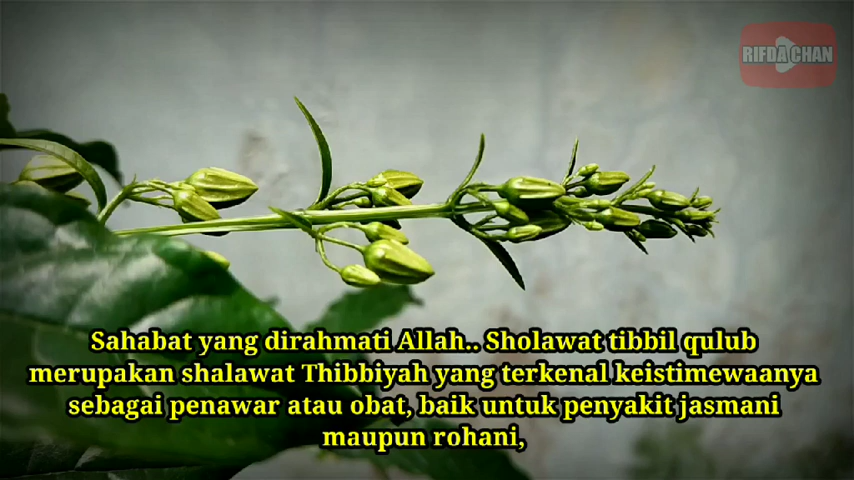 RIFDA CHAN
Sahabat yang dirahmati Allah.. Sholawat tibbil qulub
merupakan shalawat Thibbiyah yang terkenal keistimewaanya
sebagai penawar atau obat, baik untuk penyakit jasmani
maupun rohani,